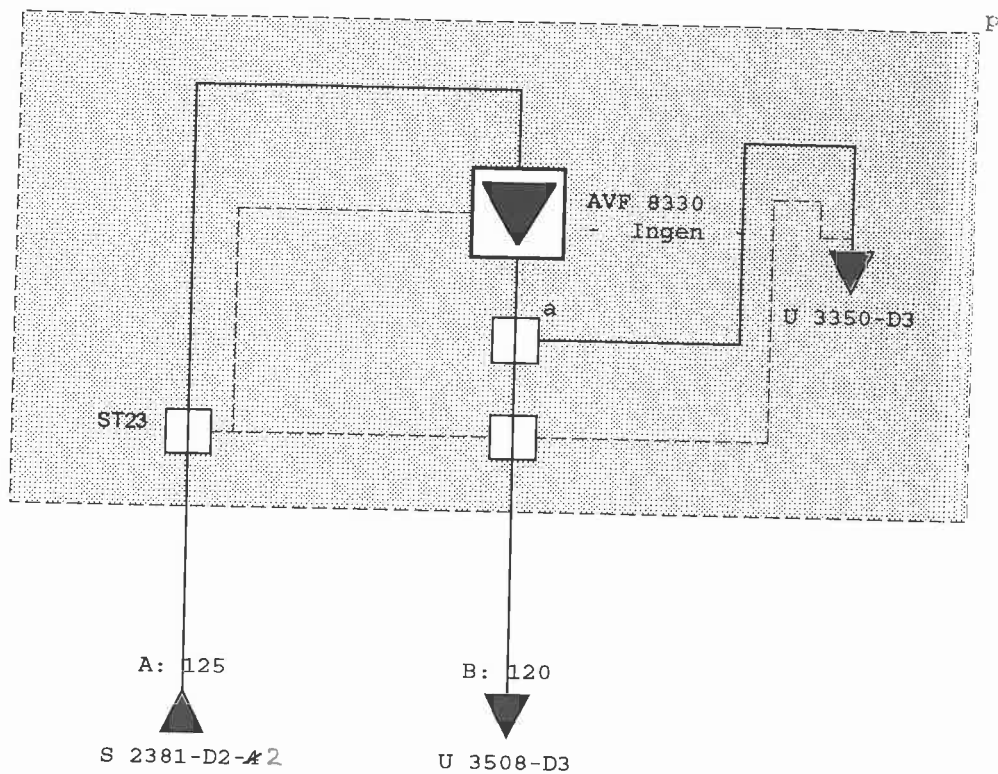 p
AVF 8330
- Ingen
a
U 3350-D3
ST23
A: 125
B: 120
S 2381-D2-2
U 3508-D3